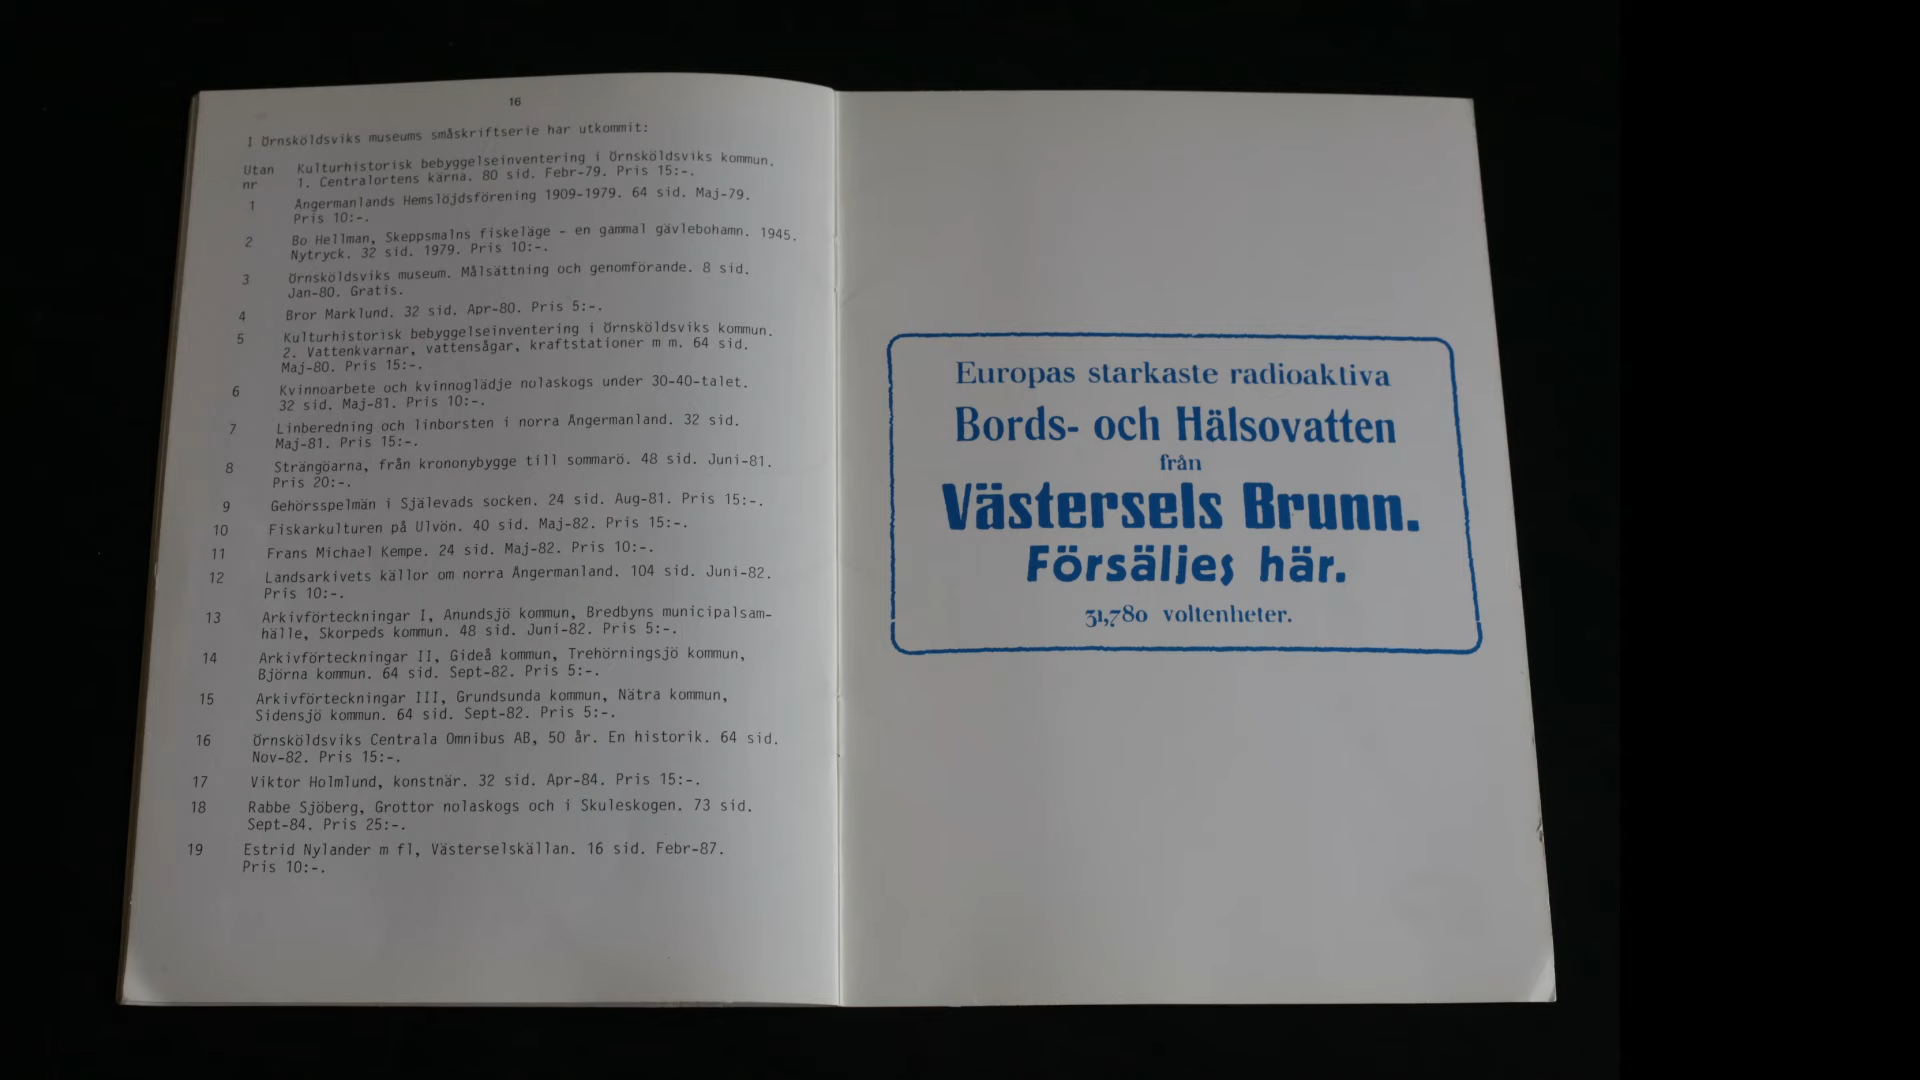 16
I Örnsköldsviks museums småskriftserie har utkommit:
Utan Kulturhistorisk bebyggelseinventering i Örnsköldsviks kommun.
nr 1. Centralortens kärna. 80 sid. Febr-79. Pris 15:-.
1 Ångermanlands Hemslöjdsförening 1909-1979. 64 sid. Maj-79.
Pris 10:-.
2 Bo Hellman, Skeppsmalns fiskeläge - en gammal gävlebohamn. 1945.
Nytryck. 32 sid. 1979. Pris 10:-.
3 Örnsköldsviks museum. Målsättning och genomförande. 8 sid.
Jan-80. Gratis.
4 Bror Marklund. 32 sid. Apr-80. Pris 5:-.
5 Kulturhistorisk bebyggelseinventering i Örnsköldsviks kommun.
2. Vattenkvarnar, vattensågar, kraftstationer m m. 64 sid.
Maj-80. Pris 15:-.
6 Kvinnoarbete och kvinnoglädje nolaskogs under 30-40-talet.
32 sid. Maj-81. Pris 10:-.
7 Linberedning och linborsten i norra Ångermanland. 32 sid.
Maj-81. Pris 15:-.
8 Strängöarna, från krononybygge till sommarö. 48 sid. Juni-81.
Pris 20:-.
9 Gehörsspelmän i Själevads socken. 24 sid. Aug-81. Pris 15:-.
10 Fiskarkulturen på Ulvön. 40 sid. Maj-82. Pris 15:-.
11 Frans Michael Kempe. 24 sid. Maj-82. Pris 10:-.
12 Landsarkivets källor om norra Ångermanland. 104 sid. Juni-82.
Pris 10:-.
13 Arkivförteckningar I, Anundsjö kommun, Bredbyns municipalsam-
hälle, Skorpeds kommun. 48 sid. Juni-82. Pris 5:-.
14 Arkivförteckningar II, Gideå kommun, Trehörningsjö kommun,
Björna kommun. 64 sid. Sept-82. Pris 5:-.
15 Arkivförteckningar III, Grundsunda kommun, Nätra kommun,
Sidensjö kommun. 64 sid. Sept-82. Pris 5:-.
16 Örnsköldsviks Centrala Omnibus AB, 50 år. En historik. 64 sid.
Nov-82. Pris 15:-.
17 Viktor Holmlund, konstnär. 32 sid. Apr-84. Pris 15:-.
18 Rabbe Sjöberg, Grottor nolaskogs och i Skuleskogen. 73 sid.
Sept-84. Pris 25:-.
19 Estrid Nylander m fl, Västerselskällan. 16 sid. Febr-87.
Pris 10:-.
Europas starkaste radioaktiva
Bords- och Hälsovatten
från
Västersels Brunn.
Försäljes här.
31,780 voltenheter.